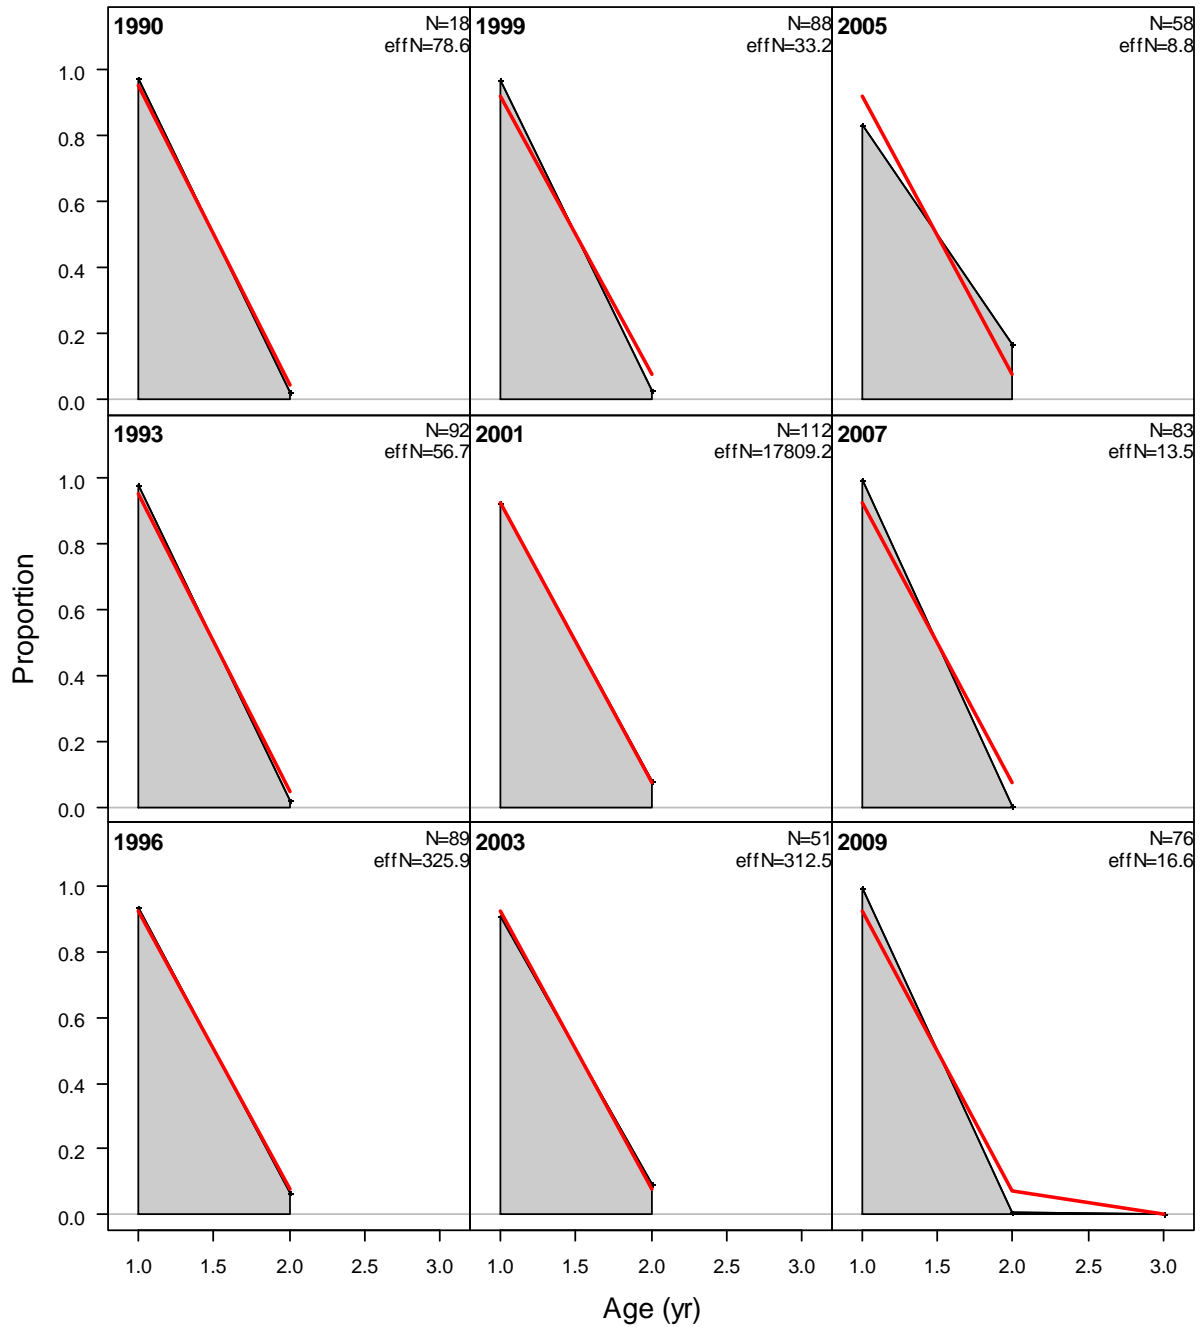 1990
N=18
effN=78.6
1999
N=88
effN=33.2
2005
N=58
effN=8.8
1.0
0.8
0.6
0.4
0.2
0.0
1993
N=92
effN=56.7
2001
N=112
effN=17809.2
2007
N=83
effN=13.5
1.0
0.8
0.6
0.4
0.2
0.0
1996
N=89
effN=325.9
2003
N=51
effN=312.5
2009
N=76
effN=16.6
1.0
0.8
0.6
0.4
0.2
0.0
Proportion
1.0 1.5 2.0 2.5 3.0
1.0 1.5 2.0 2.5 3.0
1.0 1.5 2.0 2.5 3.0
Age (yr)